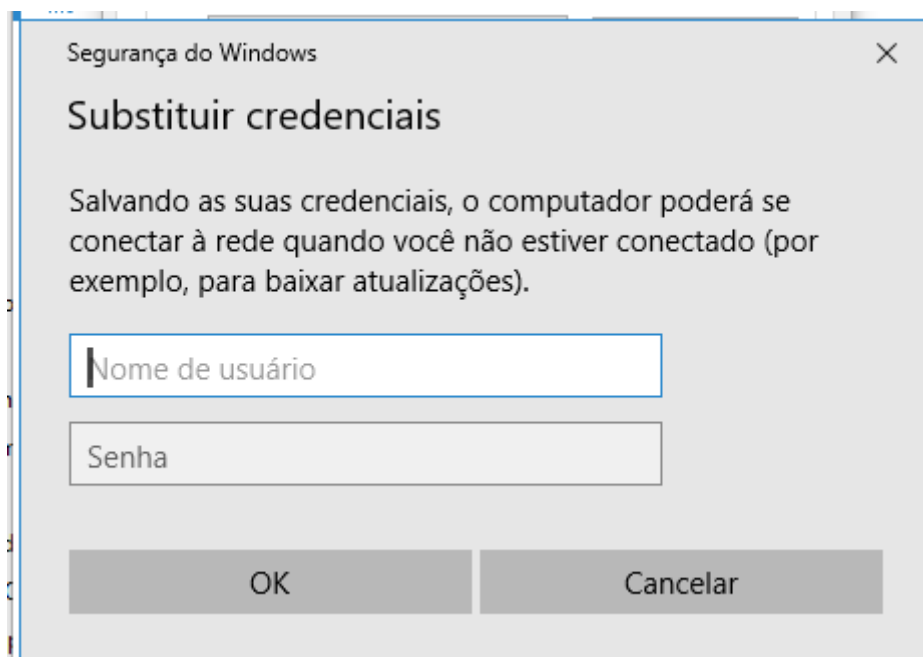 Segurança do Windows
Substituir credenciais
Salvando as suas credenciais, o computador poderá se
conectar à rede quando você não estiver conectado (por
exemplo, para baixar atualizações).
Nome de usuário
Senha
OK
Cancelar